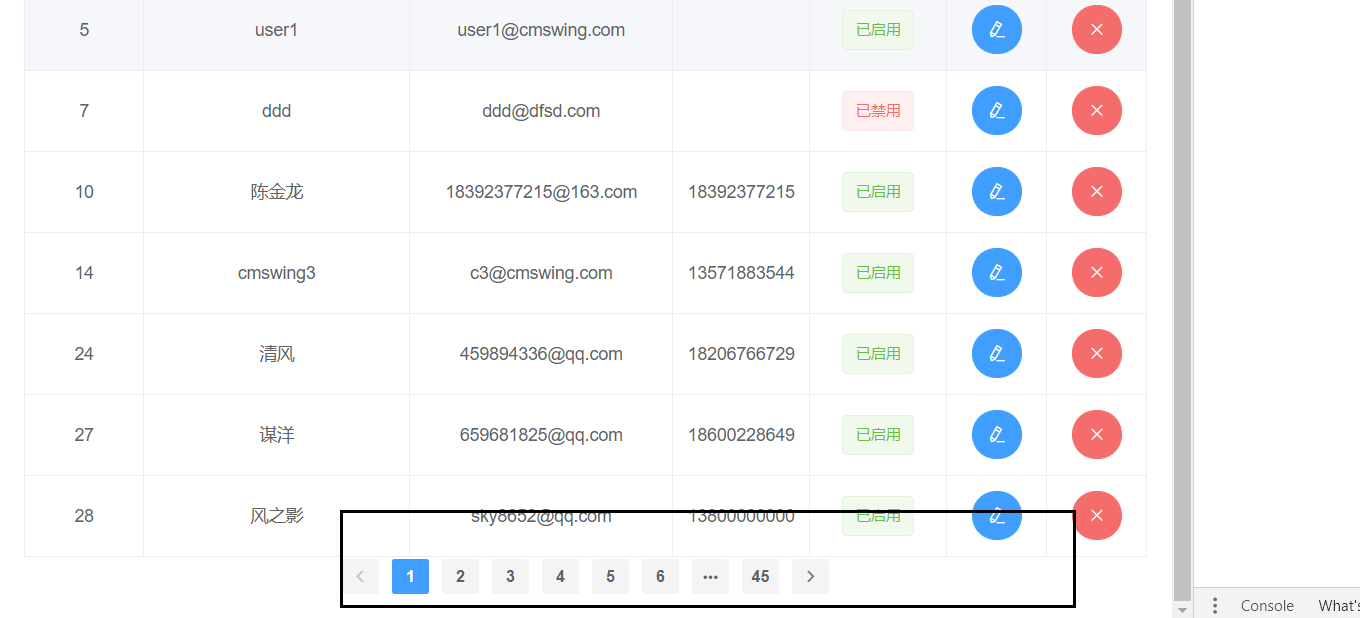 5 user1 user1@cmswing.com 已启用
7 ddd ddd@dfsd.com 已禁用
10 陈金龙 18392377215@163.com 18392377215 已启用
14 cmswing3 c3@cmswing.com 13571883544 已启用
24 清风 459894336@qq.com 18206766729 已启用
27 谋洋 659681825@qq.com 18600228649 已启用
28 风之影 sky8652@qq.com 13800000000 已启用
1 2 3 4 5 6 ··· 45
Console What's